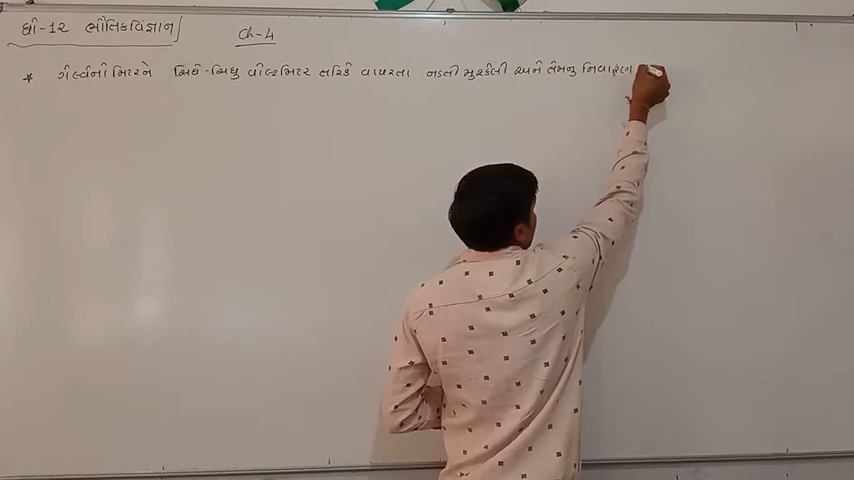 ધો-12 ભૌતિકવિજ્ઞાન
Ch-4
* ગેલ્વેનોમિટરને સિધે-સિધુ વોલ્ટમિટર તરિકે વાપરતા નડતી મુશ્કેલી અને તેમનુ નિવારણ